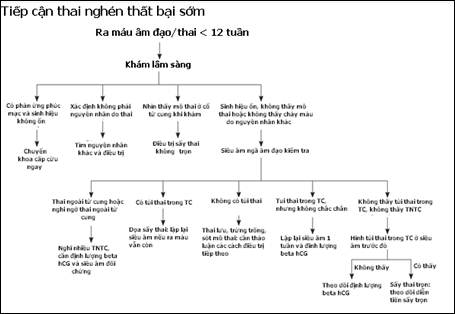 Tiếp cận thai nghén thất bại sớm
Ra máu âm đạo/thai < 12 tuần
Khám lâm sàng
Có phản ứng phúc
mạc và sinh hiệu
không ổn
Xác định không phải
nguyên nhân do thai
Nhìn thấy mô thai ở cổ
tử cung khi khám
Sinh hiệu ổn, không thấy mô
thai hoặc không thấy chảy máu
do nguyên nhân khác
Chuyển
khoa cấp cứu
ngay
Tìm nguyên nhân
khác và điều trị
Điều trị sẩy thai
không trọn
Siêu âm ngã âm đạo kiểm tra
Thai ngoài tử cung hoặc
nghi ngờ thai ngoài tử
cung
Có túi thai trong TC
Không có túi thai
Túi thai trong TC,
nhưng không chắc chắn
Không thấy túi thai trong
TC, không thấy TNTC
Nghi nhiều TNTC,
cần định lượng beta
hCG và siêu âm đối
chứng
Dọa sẩy thai: lặp lại
siêu âm nếu ra máu
vẫn còn
Thai lưu, trứng trống,
sót mô thai: cần thảo
luận các cách điều trị
tiếp theo
Lặp lại siêu âm 1
tuần và định lượng
beta hCG
Hình túi thai trong TC ở siêu
âm trước đó
Không thấy
Có thấy
Theo dõi định lượng
beta hCG
Sẩy thai trọn:
theo dõi diễn
tiến sẩy trọn